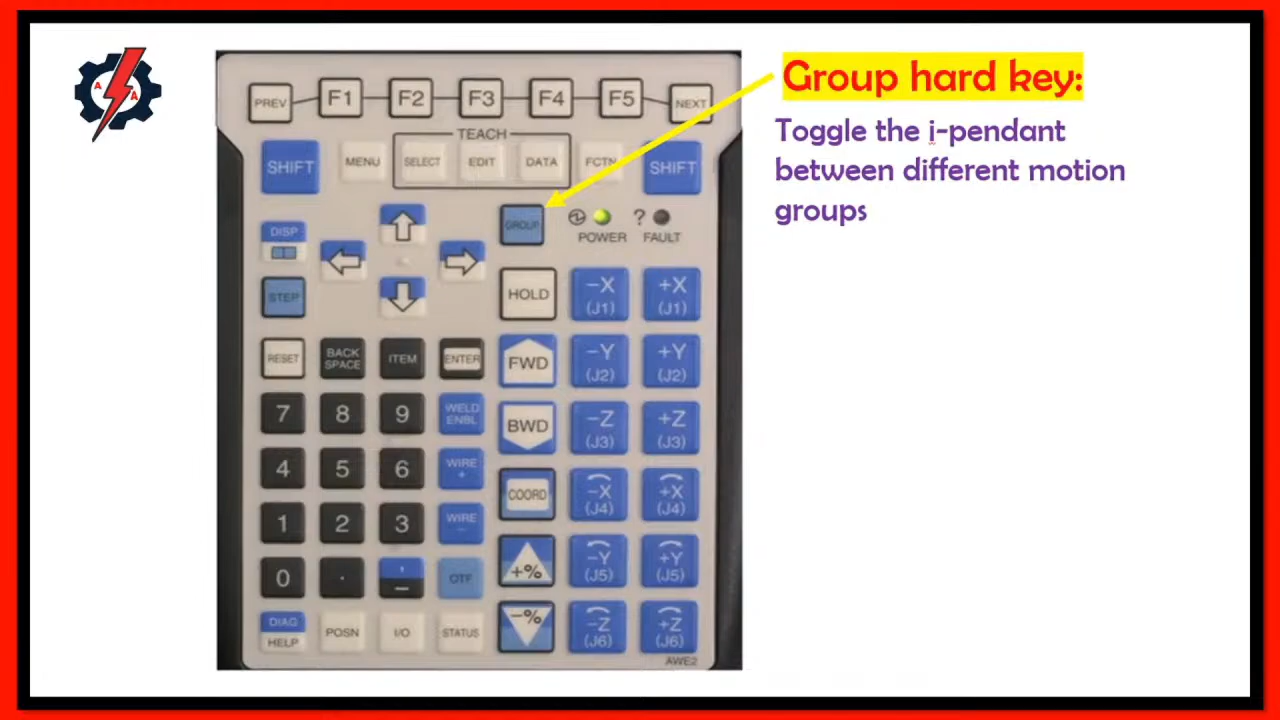 A A
Group hard key:
Toggle the i-pendant
between different motion
groups
PREV F1 F2 F3 F4 F5 NEXT
TEACH
SHIFT MENU SELECT EDIT DATA FCTN SHIFT
DISP GROUP ? 
POWER FAULT
STEP HOLD -X (J1) +X (J1)
RESET BACK SPACE ITEM ENTER FWD -Y (J2) +Y (J2)
7 8 9 WELD ENBL BWD -Z (J3) +Z (J3)
4 5 6 WIRE + COORD -X (J4) +X (J4)
1 2 3 WIRE - +% -Y (J5) +Y (J5)
0 . , - OTF
DIAG HELP POSN I/O STATUS -% -Z (J6) +Z (J6)
AWE2